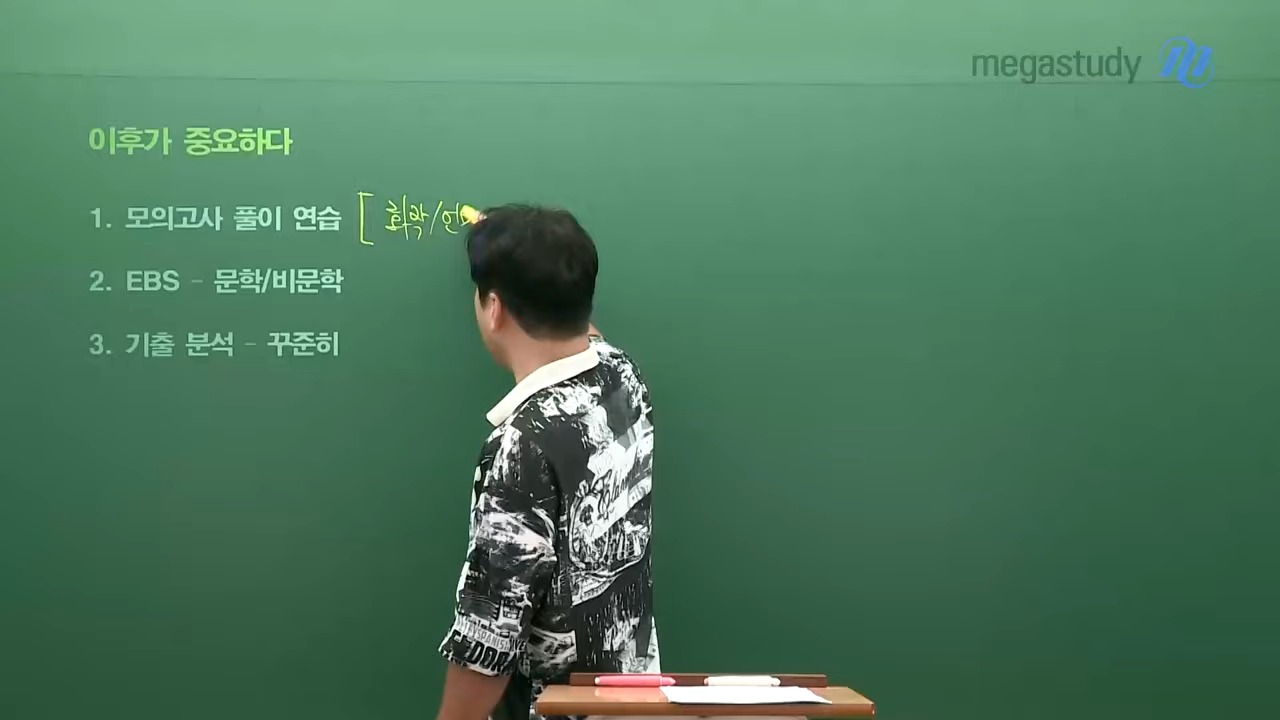 megastudy
이후가 중요하다
1. 모의고사 풀이 연습 [ 화작/언
2. EBS - 문학/비문학
3. 기출 분석 - 꾸준히